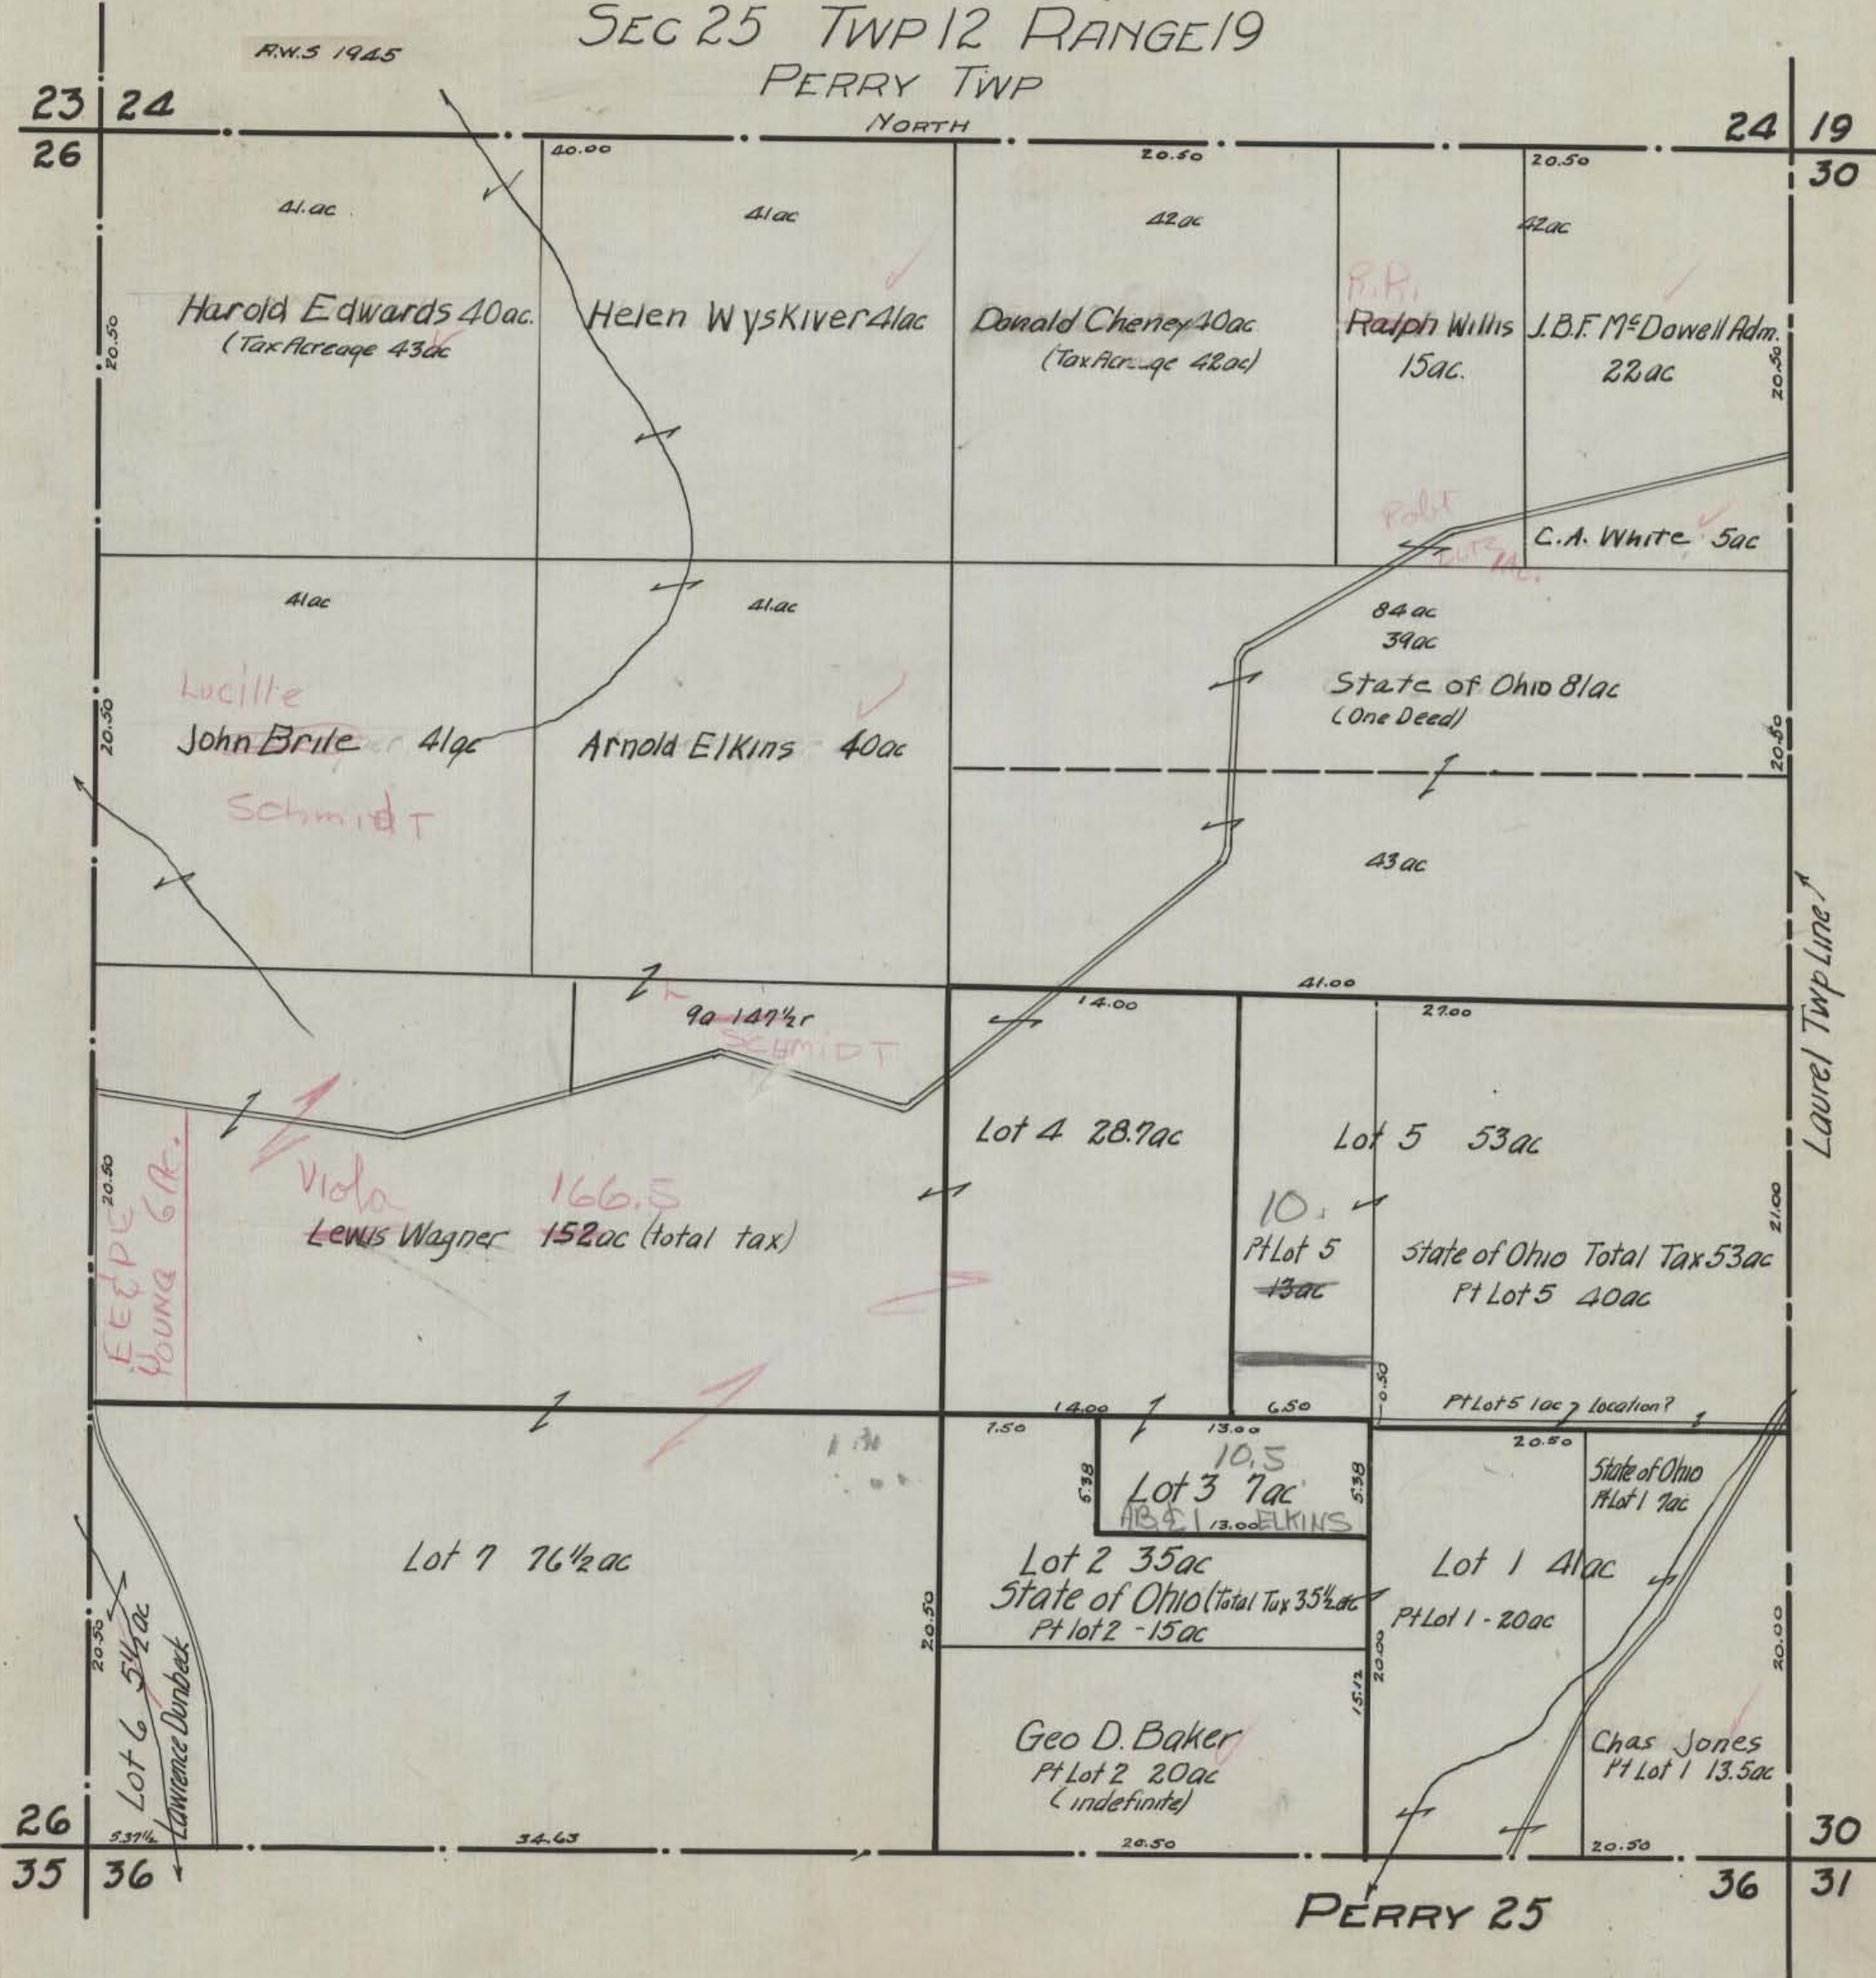 SEC 25 TWP 12 RANGE 19
R.W.S 1945
PERRY TWP
23 24
NORTH
24 19
26
30
40.00
20.50
20.50
41.ac.
41ac
42ac
42ac
R.R.
Harold Edwards 40ac.
(Tax Acreage 43ac
Helen Wyskiver 41ac
Donald Cheney 40ac
(Tax Acreage 42ac)
Ralph Willis
15ac.
J.B.F. McDowell Adm.
22ac
20.50
20.50
Robt
1AC.
C.A. White 5ac
41ac
41.ac
84ac
39ac
State of Ohio 81ac
(One Deed)
Lucille
John Brile 41ac
Schmidt
Arnold Elkins 40ac
20.50
20.50
43ac
Laurel Twp Line
41.00
14.00
27.00
9a 147½r
SCHMIDT
Lot 4 28.7ac
Lot 5 53ac
20.50
YOUNG 6 Ac.
Viola
166.5
Lewis Wagner 152ac (total tax)
10.
Pt Lot 5
13ac
State of Ohio Total Tax 53ac
Pt Lot 5 40ac
21.00
0.50
14.00
6.50
Pt Lot 5 1ac ? location?
7.50
13.00
20.50
10.5
Lot 3 7ac
5.38
5.38
AB. & I ELKINS
13.00
State of Ohio
Pt Lot 1 7ac
Lot 7 76½ac
Lot 2 35ac
State of Ohio (Total Tax 35½ac
Pt lot 2 - 15ac
Lot 1 41ac
Pt Lot 1 - 20ac
20.50
20.50
20.00
20.00
15.12
Lot 6 5½ac
Lawrence Dunbeck
Geo D. Baker
Pt Lot 2 20ac
(indefinite)
Chas Jones
Pt Lot 1 13.5ac
26
5.37½
34.63
20.50
20.50
30
35 36
36 31
PERRY 25